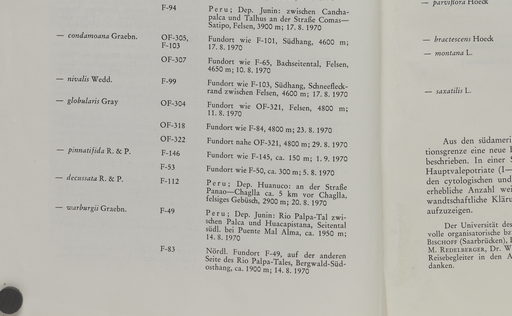 F-94 Peru; Dep. Junin: zwischen Cancha-
palca und Talhus an der Straße Comas—
Satipo, Felsen, 3900 m; 17. 8. 1970
— condamoana Graebn. OF-305, Fundort wie F-101, Südhang, 4600 m;
F-103 17. 8. 1970
OF-307 Fundort wie F-65, Bachseitental, Felsen,
4650 m; 10. 8. 1970
— nivalis Wedd. F-99 Fundort wie F-103, Südhang, Schneefleck-
rand zwischen Felsen, 4600 m; 17. 8. 1970
— globularis Gray OF-304 Fundort wie OF-321, Felsen, 4800 m;
11. 8. 1970
OF-318 Fundort wie F-84, 4800 m; 23. 8. 1970
OF-322 Fundort nahe OF-321, 4800 m; 29. 8. 1970
— pinnatifida R. & P. F-146 Fundort wie F-145, ca. 150 m; 1. 9. 1970
F-53 Fundort wie F-50, ca. 300 m; 5. 8. 1970
— decussata R. & P. F-112 Peru; Dep. Huanuco: an der Straße
Panao—Chaglla ca. 5 km vor Chaglla,
felsiges Gebüsch, 2900 m; 20. 8. 1970
— warburgii Graebn. F-49 Peru; Dep. Junin: Rio Palpa-Tal zwi-
schen Palca und Huacapistana, Seitental
südl. bei Puente Mal Alma, ca. 1950 m;
14. 8. 1970
F-83 Nördl. Fundort F-49, auf der anderen
Seite des Rio Palpa-Tales, Bergwald-Süd-
osthang, ca. 1900 m; 14. 8. 1970
— parviflora Hoeck
— bractescens Hoeck
— montana L.
— saxatilis L.
Aus den südameri
tionsgrenze eine neue
beschrieben. In einer
Hauptvalepotriate (I—
den cytologischen und
erhebliche Anzahl wei
wandtschaftliche Kläru
aufzuzeigen.
Der Universität des
volle organisatorische bz
BISCHOFF (Saarbrücken),
M. REDELBERGER, Dr. W
Reisebegleiter in den A
danken.